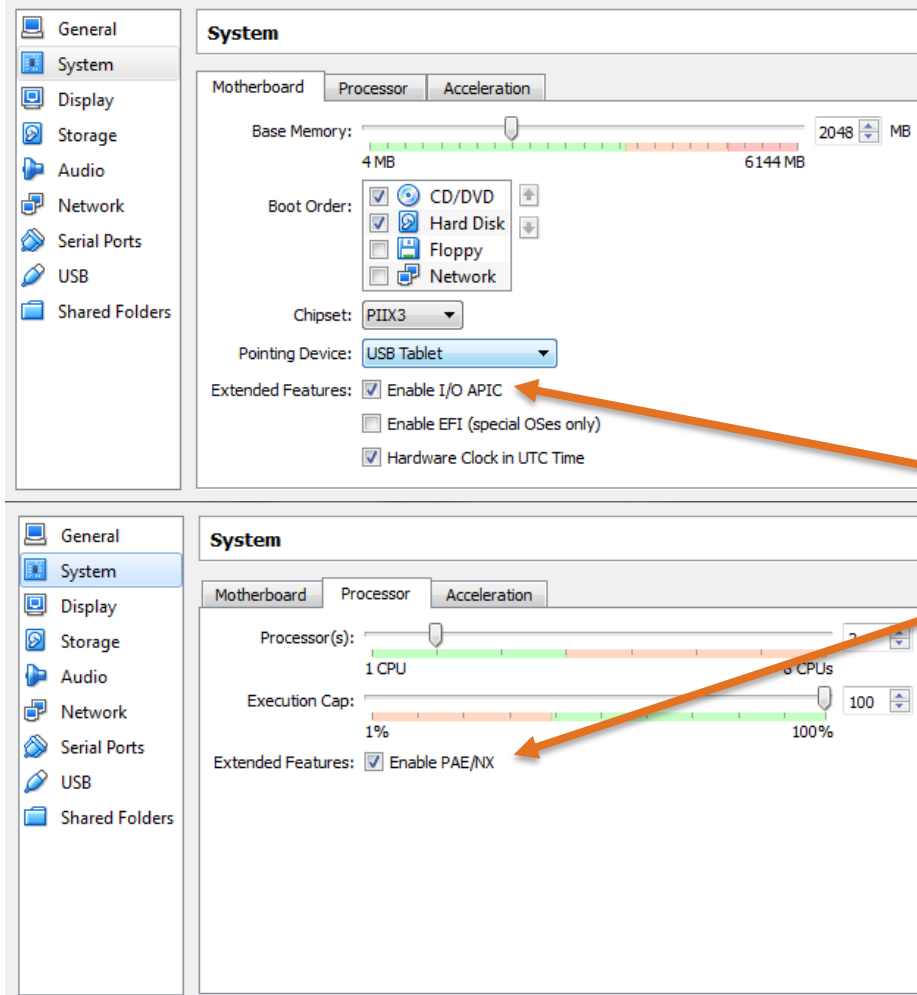 General
System
Display
Storage
Audio
Network
Serial Ports
USB
Shared Folders
System
Motherboard Processor Acceleration
Base Memory: 2048 MB
4 MB 6144 MB
Boot Order: CD/DVD
Hard Disk
Floppy
Network
Chipset: PIIX3
Pointing Device: USB Tablet
Extended Features: Enable I/O APIC
Enable EFI (special OSes only)
Hardware Clock in UTC Time
General
System
Display
Storage
Audio
Network
Serial Ports
USB
Shared Folders
System
Motherboard Processor Acceleration
Processor(s):
1 CPU CPUs
Execution Cap: 100
1% 100%
Extended Features: Enable PAE/NX